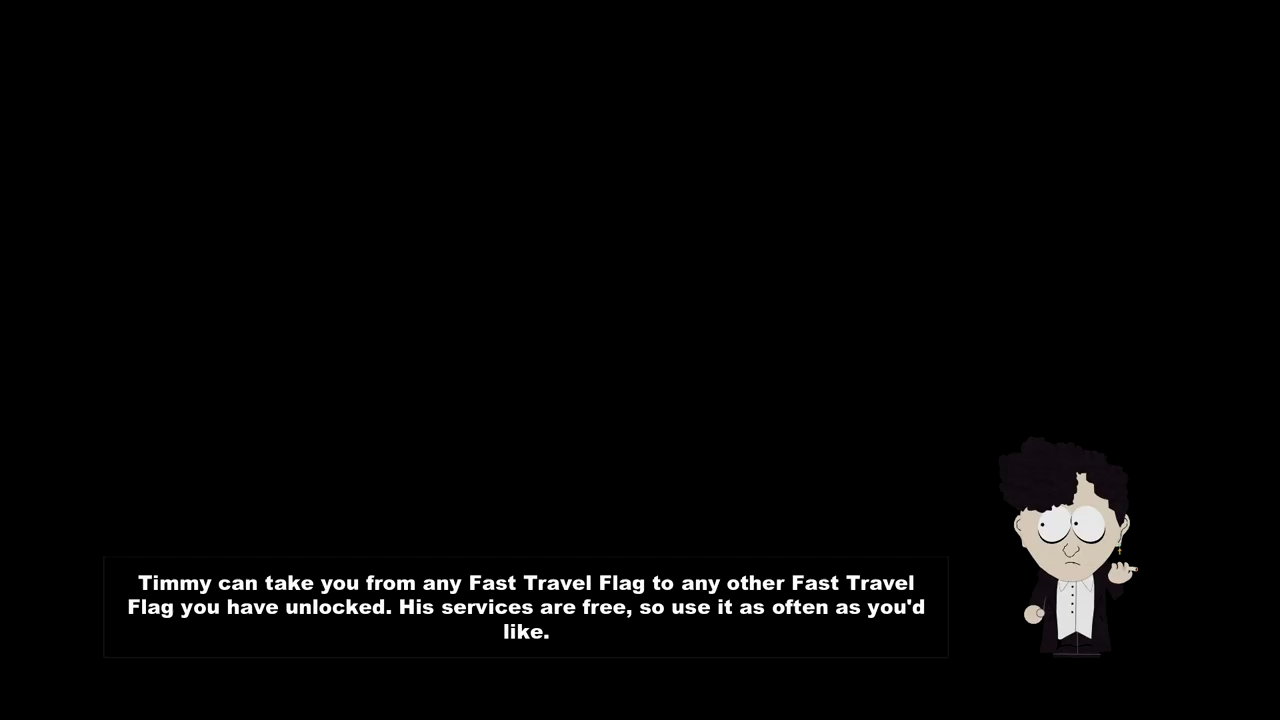 Timmy can take you from any Fast Travel Flag to any other Fast Travel
Flag you have unlocked. His services are free, so use it as often as you'd
like.